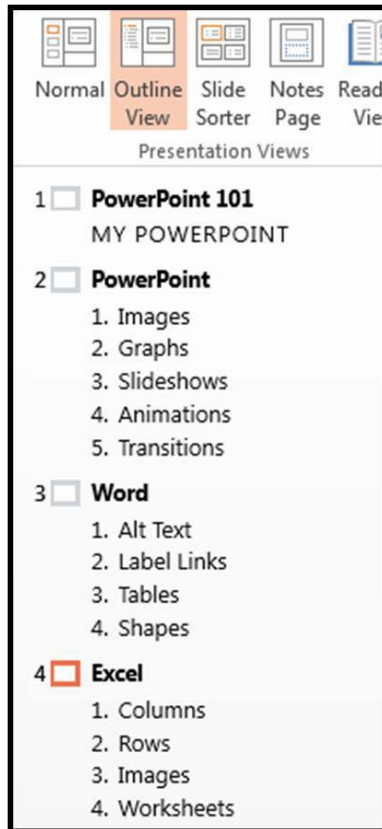 Normal Outline View Slide Sorter Notes Page
Presentation Views
1 PowerPoint 101
MY POWERPOINT
2 PowerPoint
1. Images
2. Graphs
3. Slideshows
4. Animations
5. Transitions
3 Word
1. Alt Text
2. Label Links
3. Tables
4. Shapes
4 Excel
1. Columns
2. Rows
3. Images
4. Worksheets